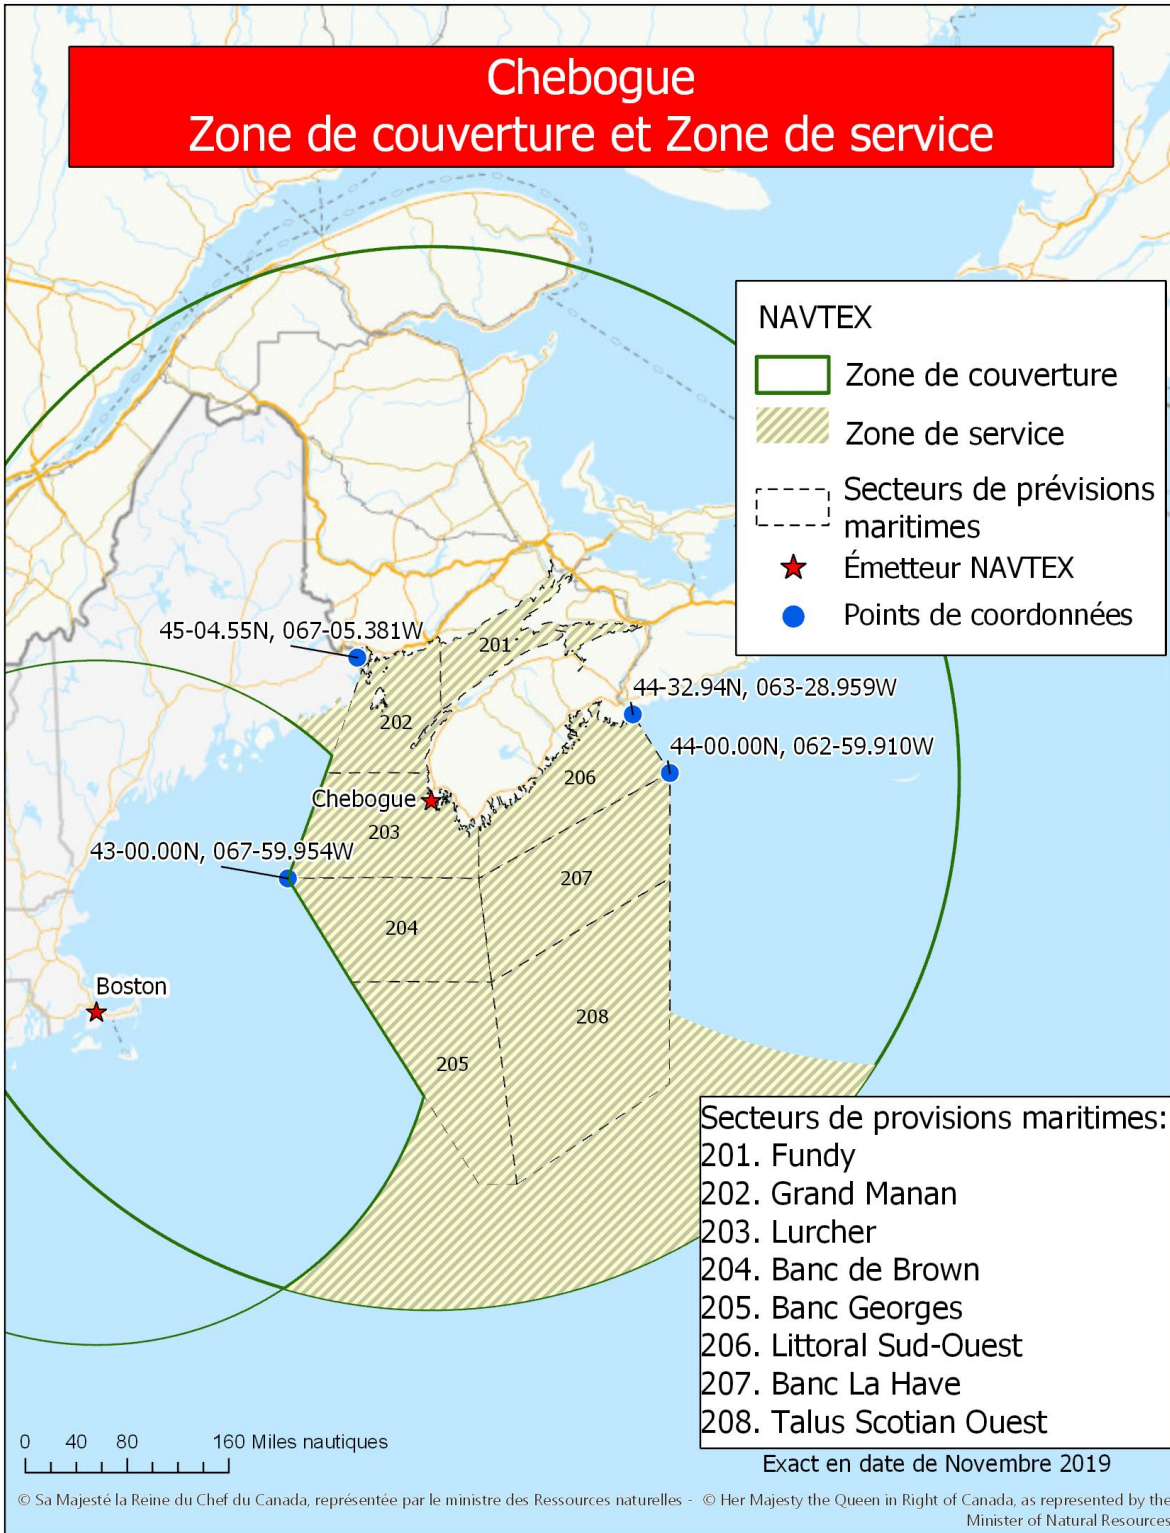 Chebogue
Zone de couverture et Zone de service
NAVTEX
Zone de couverture
Zone de service
Secteurs de prévisions
maritimes
Émetteur NAVTEX
Points de coordonnées
45-04.55N, 067-05.381W
201
44-32.94N, 063-28.959W
202
44-00.00N, 062-59.910W
206
Chebogue
203
43-00.00N, 067-59.954W
207
204
Boston
208
205
Secteurs de provisions maritimes:
201. Fundy
202. Grand Manan
203. Lurcher
204. Banc de Brown
205. Banc Georges
206. Littoral Sud-Ouest
207. Banc La Have
208. Talus Scotian Ouest
0 40 80 160 Miles nautiques
Exact en date de Novembre 2019
© Sa Majesté la Reine du Chef du Canada, représentée par le ministre des Ressources naturelles - © Her Majesty the Queen in Right of Canada, as represented by the
Minister of Natural Resources